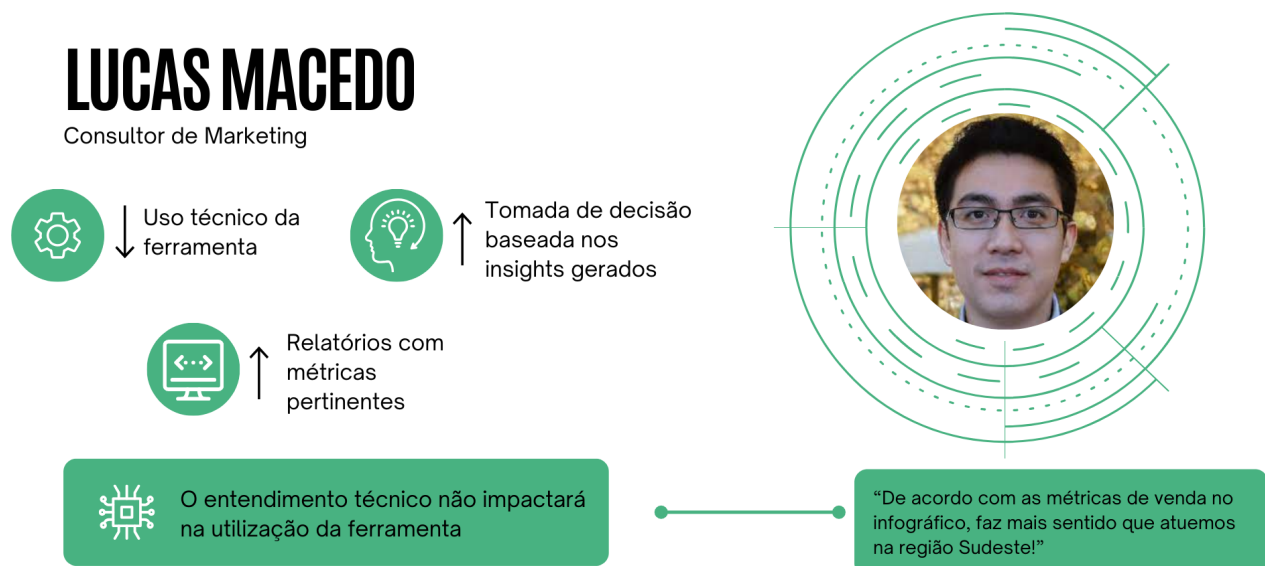 LUCAS MACEDO
Consultor de Marketing
Uso técnico da
ferramenta
Tomada de decisão
baseada nos
insights gerados
Relatórios com
métricas
pertinentes
O entendimento técnico não impactará
na utilização da ferramenta
“De acordo com as métricas de venda no
infográfico, faz mais sentido que atuemos
na região Sudeste!”